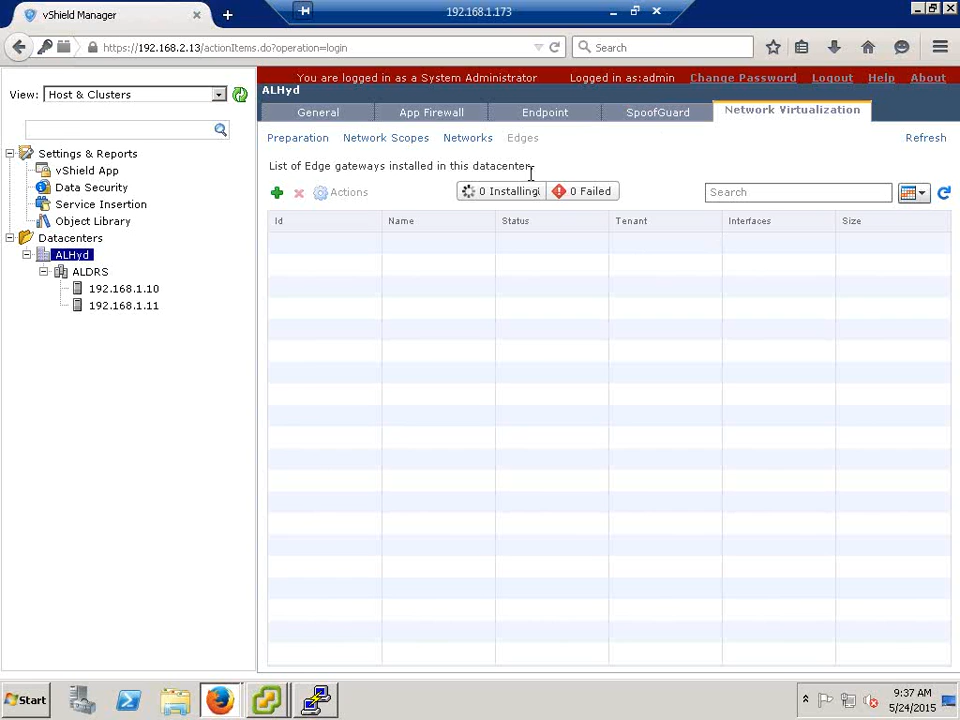 vShield Manager
192.168.1.173
https://192.168.2.13/actionItems.do?operation=login
Search
You are logged in as a System Administrator
Logged in as:admin
Change Password
Logout
Help
About
View:
Host & Clusters
ALHyd
General
App Firewall
Endpoint
SpoofGuard
Network Virtualization
Preparation
Network Scopes
Networks
Edges
Refresh
Settings & Reports
vShield App
Data Security
Service Insertion
Object Library
Datacenters
ALHyd
ALDRS
192.168.1.10
192.168.1.11
List of Edge gateways installed in this datacenter.
Actions
0 Installing
0 Failed
Search
Id
Name
Status
Tenant
Interfaces
Size
Start
9:37 AM
5/24/2015